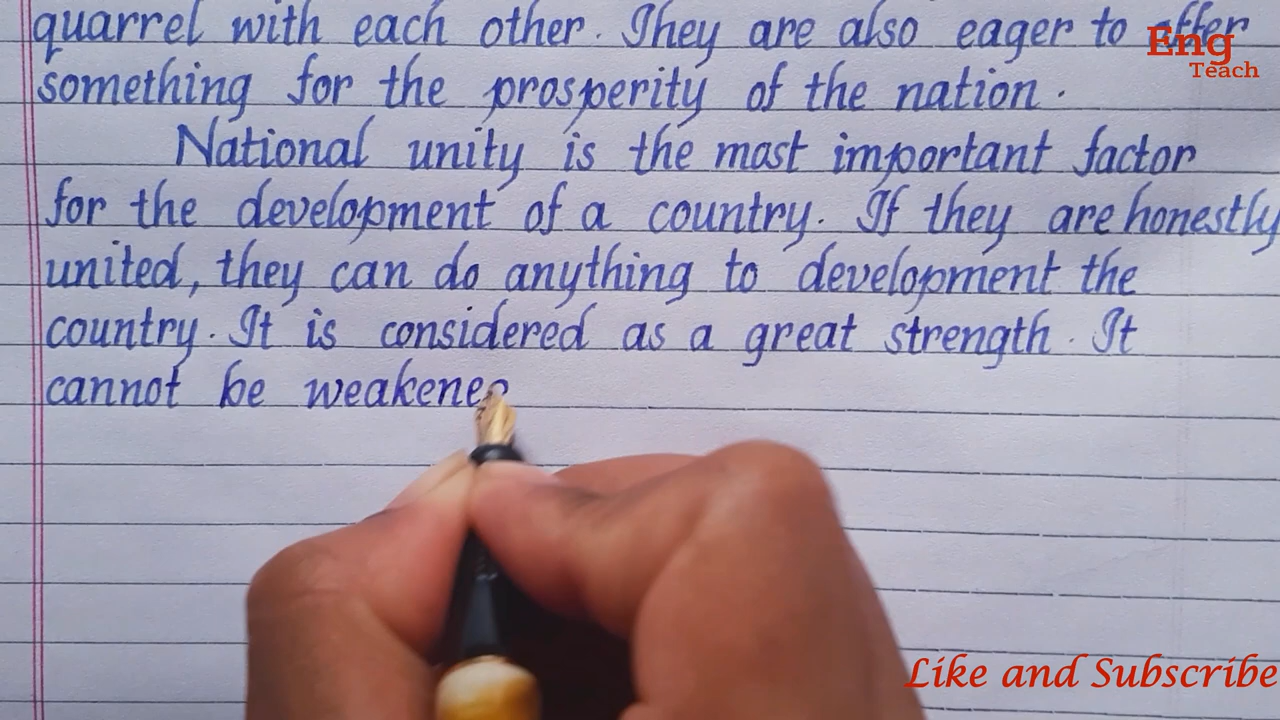 quarrel with each other. They are also eager to offer
Eng
Teach
something for the prosperity of the nation.
National unity is the most important factor
for the development of a country. If they are honestly
united, they can do anything to development the
country. It is considered as a great strength. It
cannot be weakene
Like and Subscribe